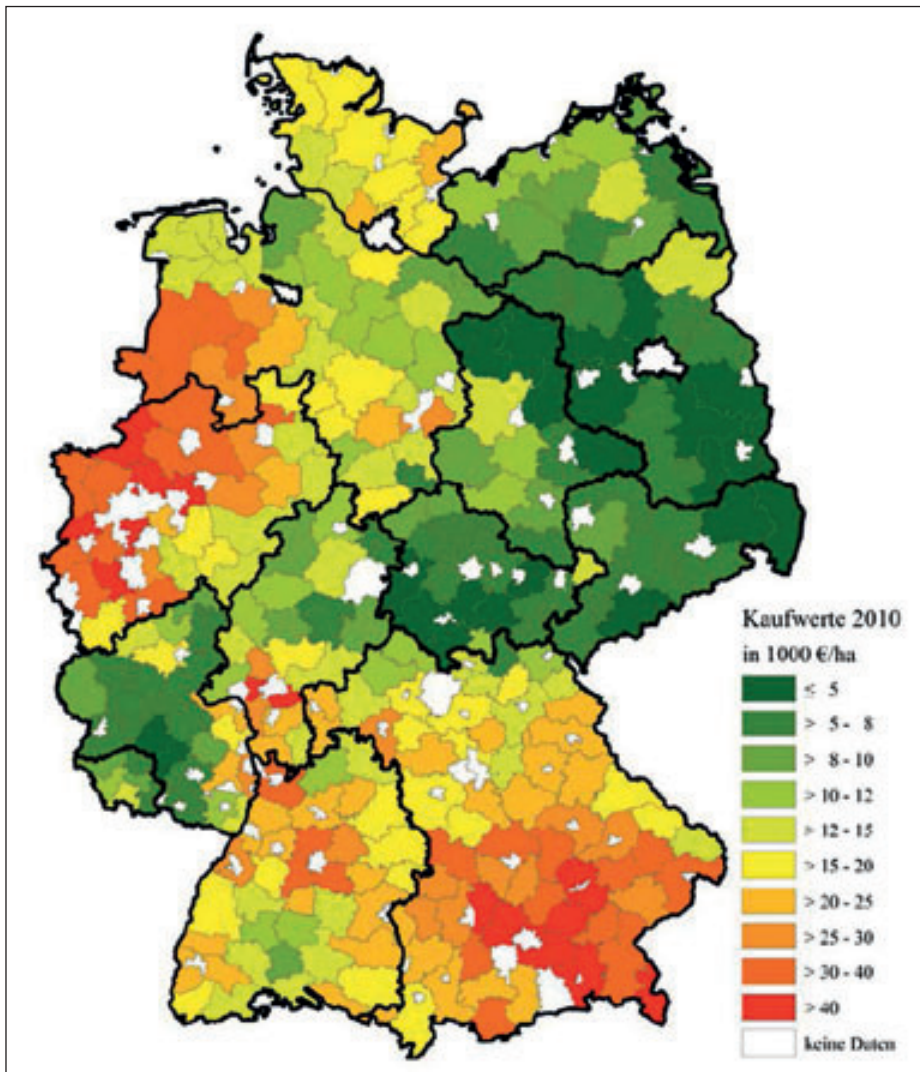 Kaufwerte 2010
in 1000 €/ha
≤ 5
> 5 - 8
> 8 - 10
> 10 - 12
> 12 - 15
> 15 - 20
> 20 - 25
> 25 - 30
> 30 - 40
> 40
keine Daten